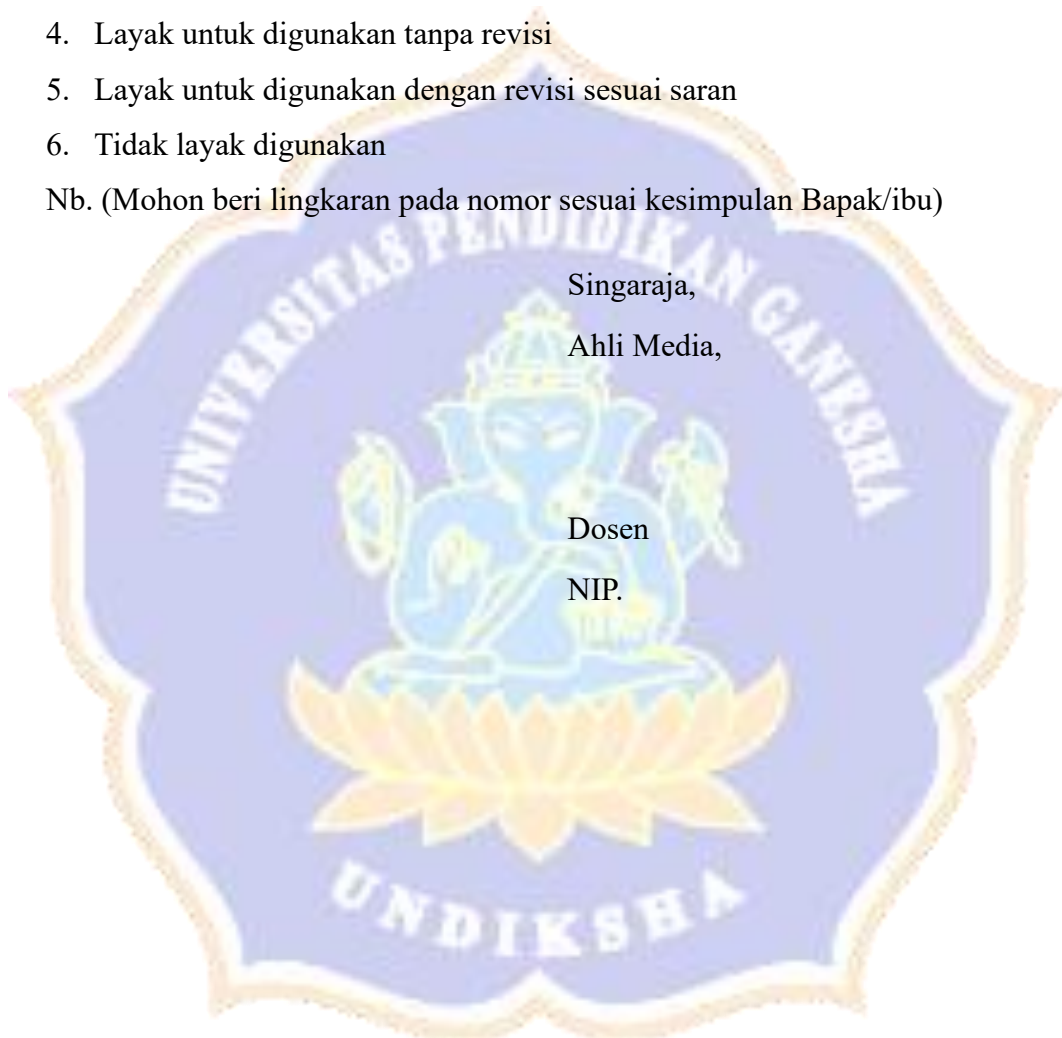 4. Layak untuk digunakan tanpa revisi
5. Layak untuk digunakan dengan revisi sesuai saran
6. Tidak layak digunakan
Nb. (Mohon beri lingkaran pada nomor sesuai kesimpulan Bapak/ibu)
UNIVERSITAS PENDIDIKAN GANESHA
Singaraja,
Ahli Media,
Dosen
NIP.
UNDIKSHA